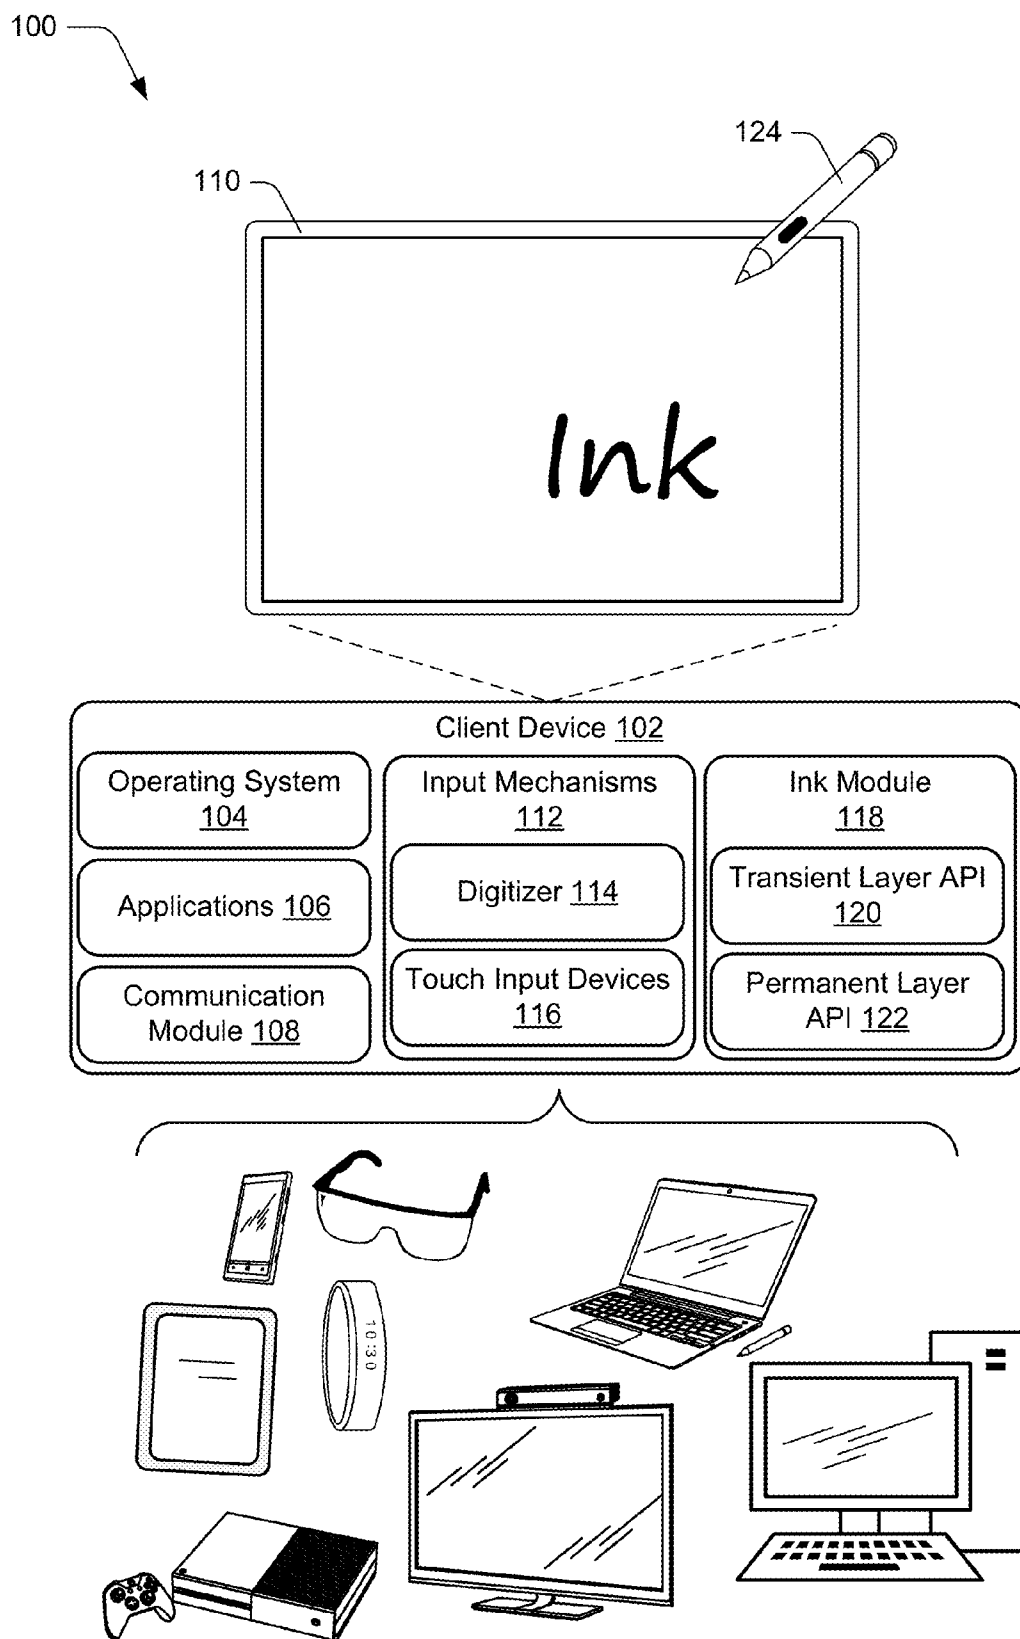 100
124
110
Ink
Client Device 102
Operating System
104
Applications 106
Communication
Module 108
Input Mechanisms
112
Digitizer 114
Touch Input Devices
116
Ink Module
118
Transient Layer API
120
Permanent Layer
API 122
10:30